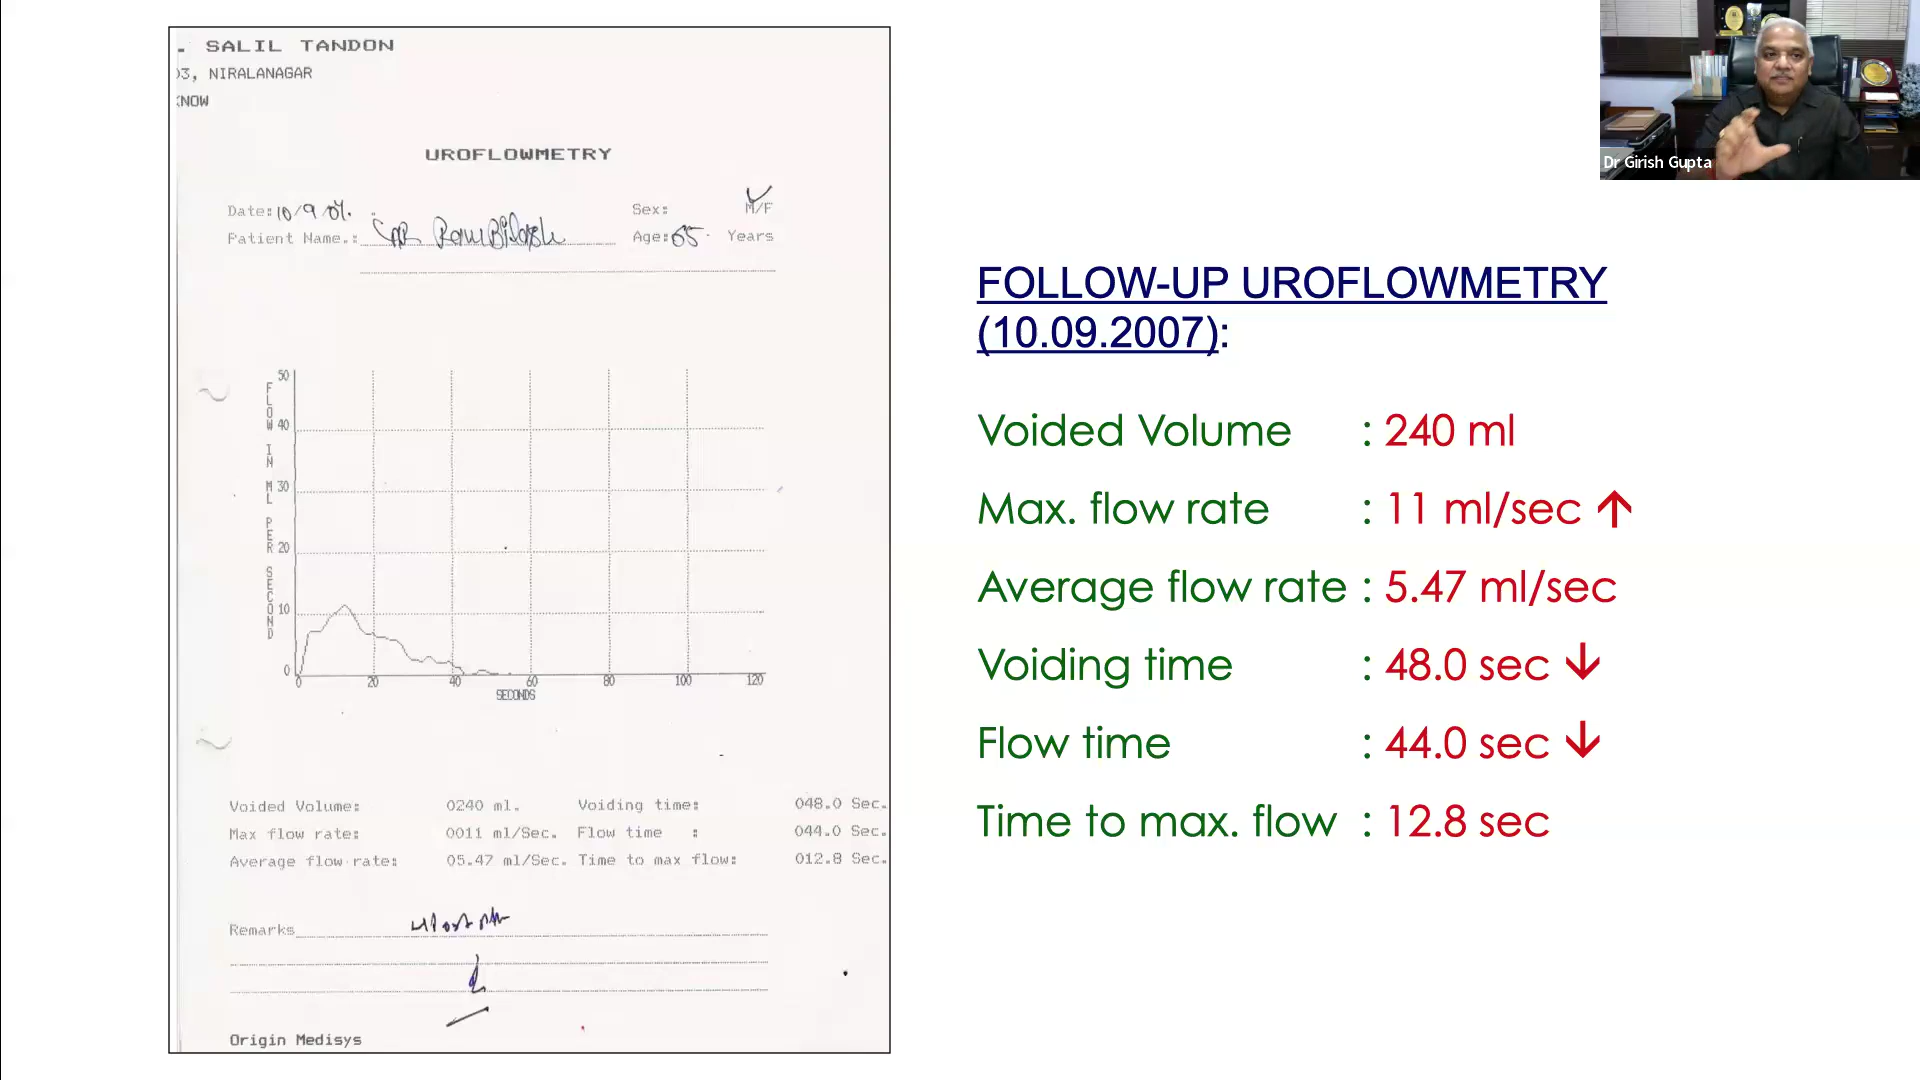 . SALIL TANDON
03, NIRALANAGAR
KNOW
UROFLOWMETRY
Date: 10/9/07.
Sex: M/F
Patient Name.:
Age: 65 Years
FLOW IN ML PER SECOND
50
40
30
20
10
0
0 20 40 60 80 100 120
SECONDS
Voided Volume: 0240 ml. Voiding time: 048.0 Sec.
Max flow rate: 0011 ml/Sec. Flow time : 044.0 Sec.
Average flow rate: 05.47 ml/Sec. Time to max flow: 012.8 Sec.
Remarks
Origin Medisys
FOLLOW-UP UROFLOWMETRY
(10.09.2007):
Voided Volume : 240 ml
Max. flow rate : 11 ml/sec ↑
Average flow rate : 5.47 ml/sec
Voiding time : 48.0 sec ↓
Flow time : 44.0 sec ↓
Time to max. flow : 12.8 sec
Dr Girish Gupta